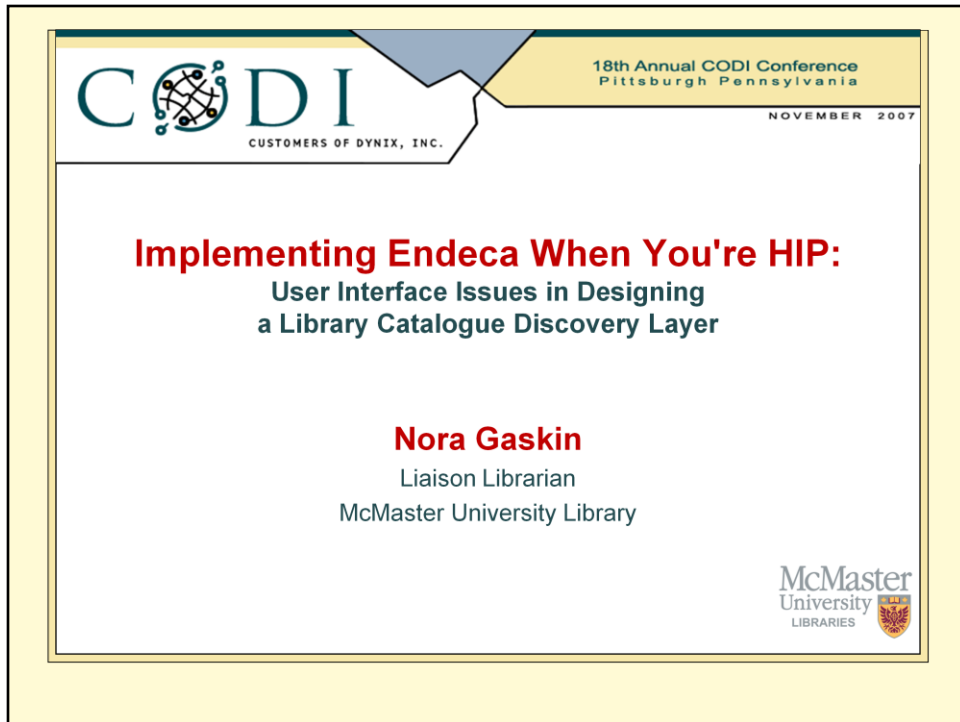 CODI
CUSTOMERS OF DYNIX, INC.
18th Annual CODI Conference
Pittsburgh Pennsylvania
NOVEMBER 2007
Implementing Endeca When You're HIP:
User Interface Issues in Designing
a Library Catalogue Discovery Layer
Nora Gaskin
Liaison Librarian
McMaster University Library
McMaster
University
LIBRARIES